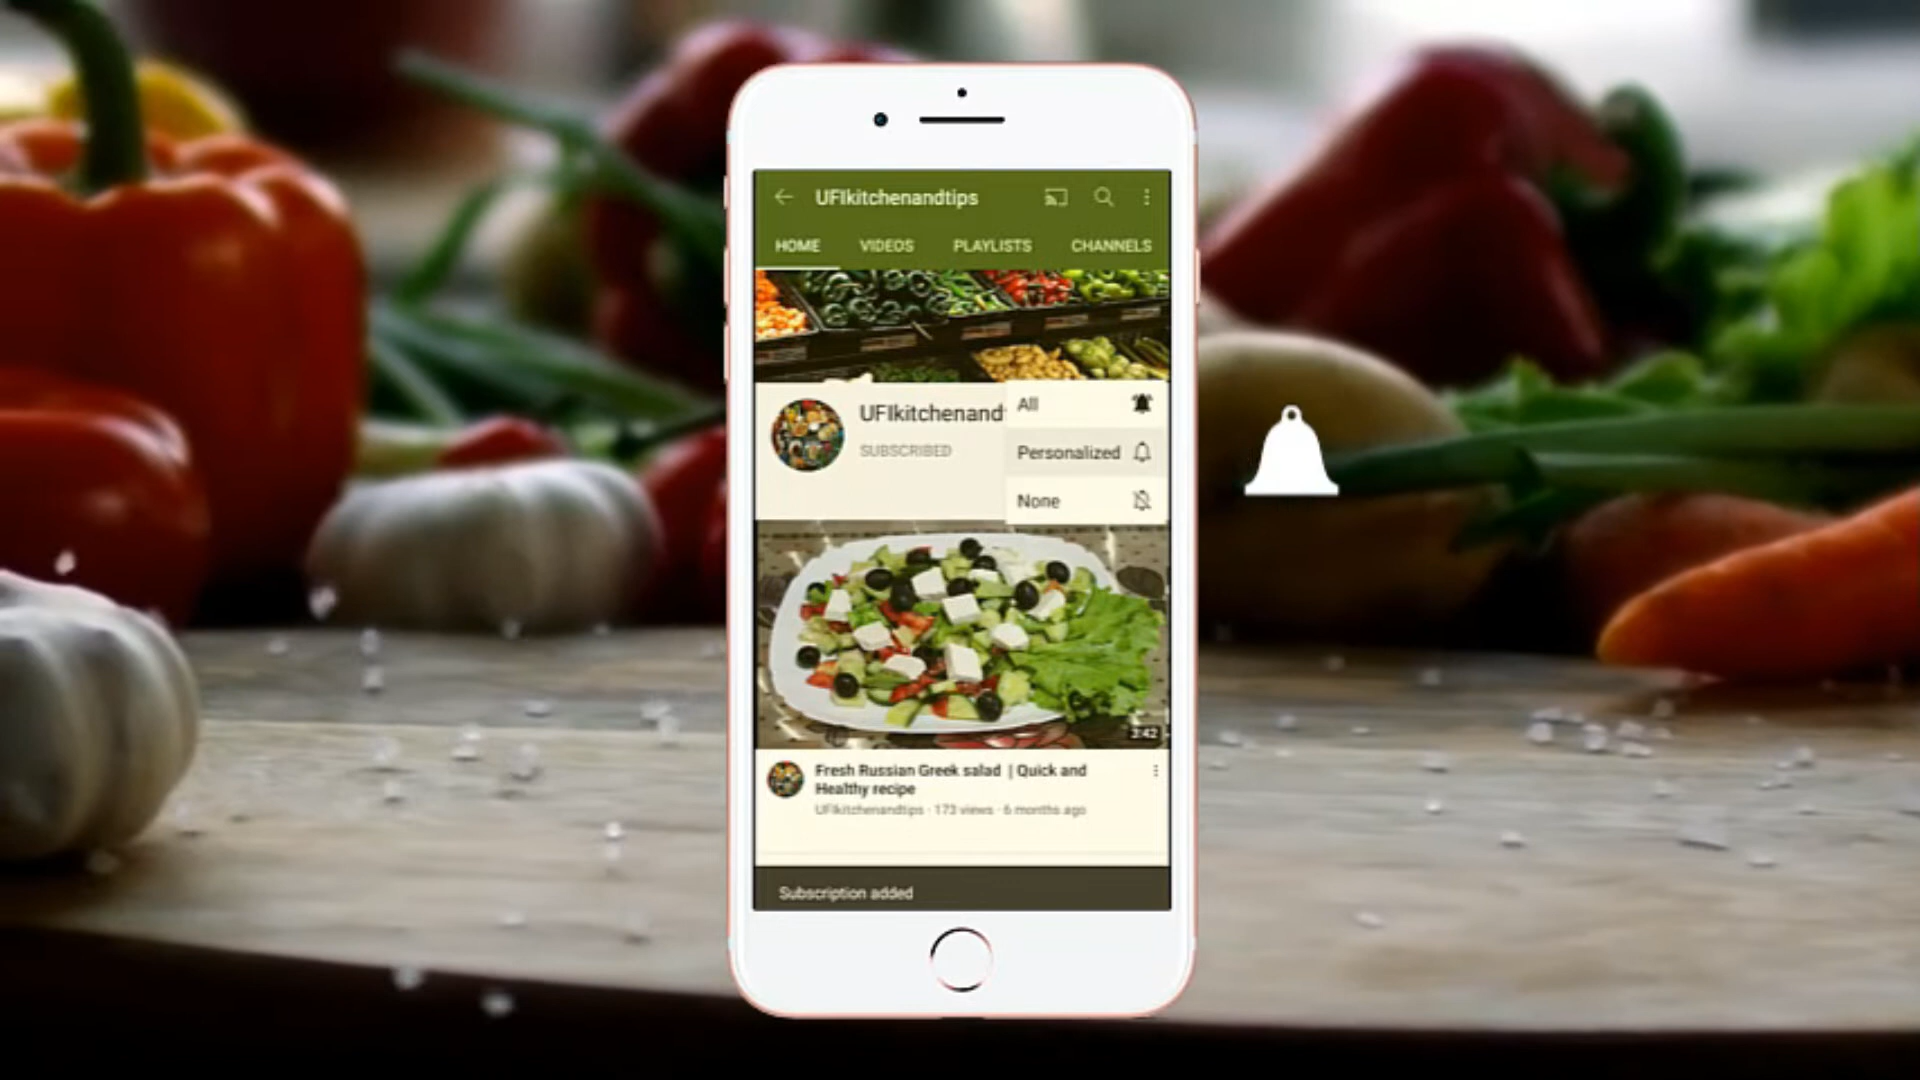 UFIkitchenandtips
HOME VIDEOS PLAYLISTS CHANNELS
UFIkitchenand
SUBSCRIBED
All
Personalized
None
3:42
Fresh Russian Greek salad | Quick and
Healthy recipe
UFIkitchenandtips · 173 views · 6 months ago
Subscription added